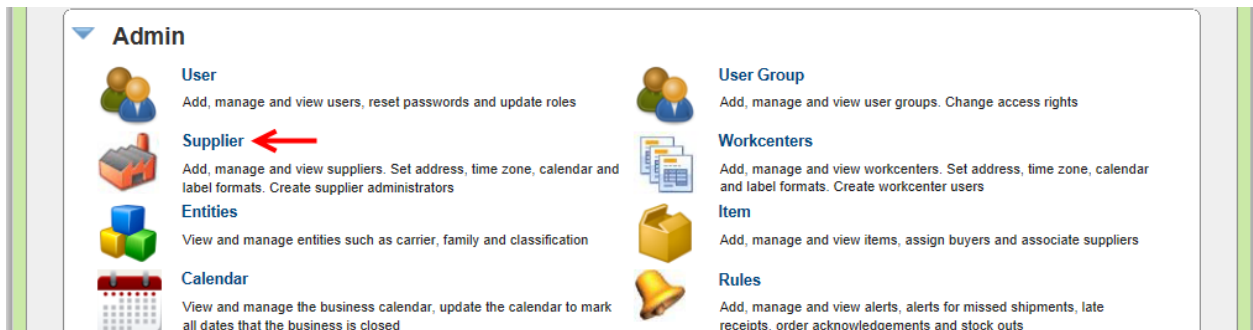 Admin
User
Add, manage and view users, reset passwords and update roles
User Group
Add, manage and view user groups. Change access rights
Supplier
Add, manage and view suppliers. Set address, time zone, calendar and
label formats. Create supplier administrators
Workcenters
Add, manage and view workcenters. Set address, time zone, calendar
and label formats. Create workcenter users
Entities
View and manage entities such as carrier, family and classification
Item
Add, manage and view items, assign buyers and associate suppliers
Calendar
View and manage the business calendar, update the calendar to mark
all dates that the business is closed
Rules
Add, manage and view alerts, alerts for missed shipments, late
receipts, order acknowledgements and stock outs